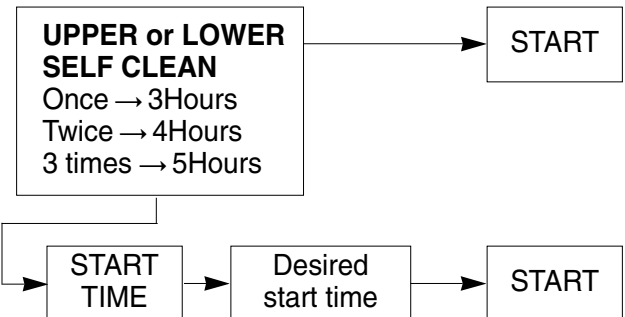 UPPER or LOWER
SELF CLEAN
Once → 3Hours
Twice → 4Hours
3 times → 5Hours
START
START
TIME
Desired
start time
START